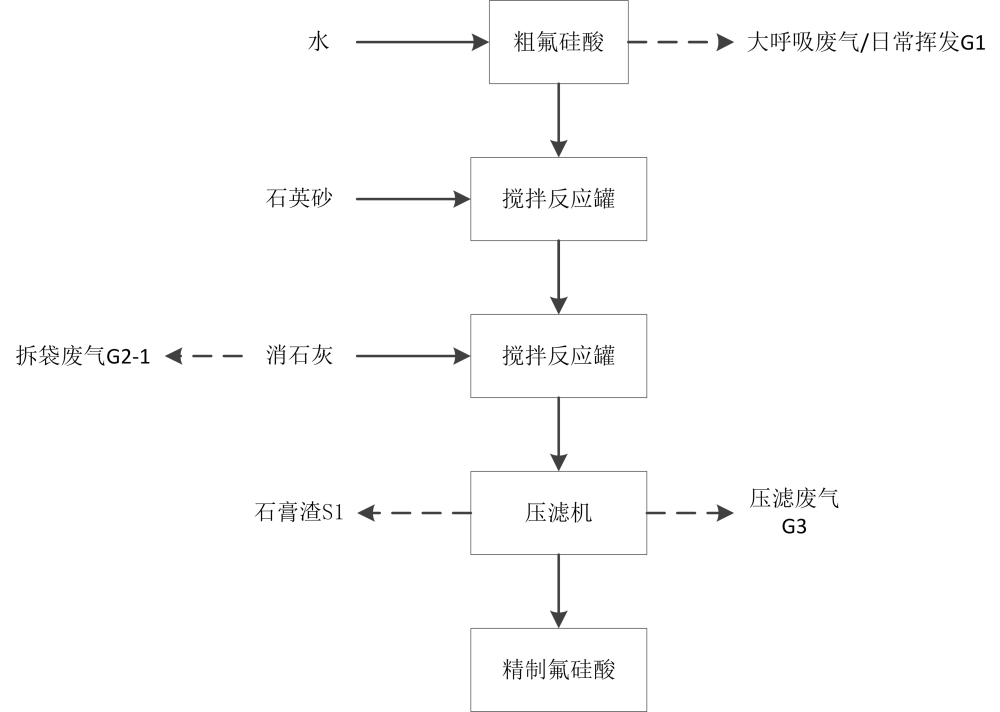 水
粗氟硅酸
大呼吸废气/日常挥发G1
石英砂
搅拌反应罐
拆袋废气G2-1
消石灰
搅拌反应罐
石膏渣S1
压滤机
压滤废气
G3
精制氟硅酸